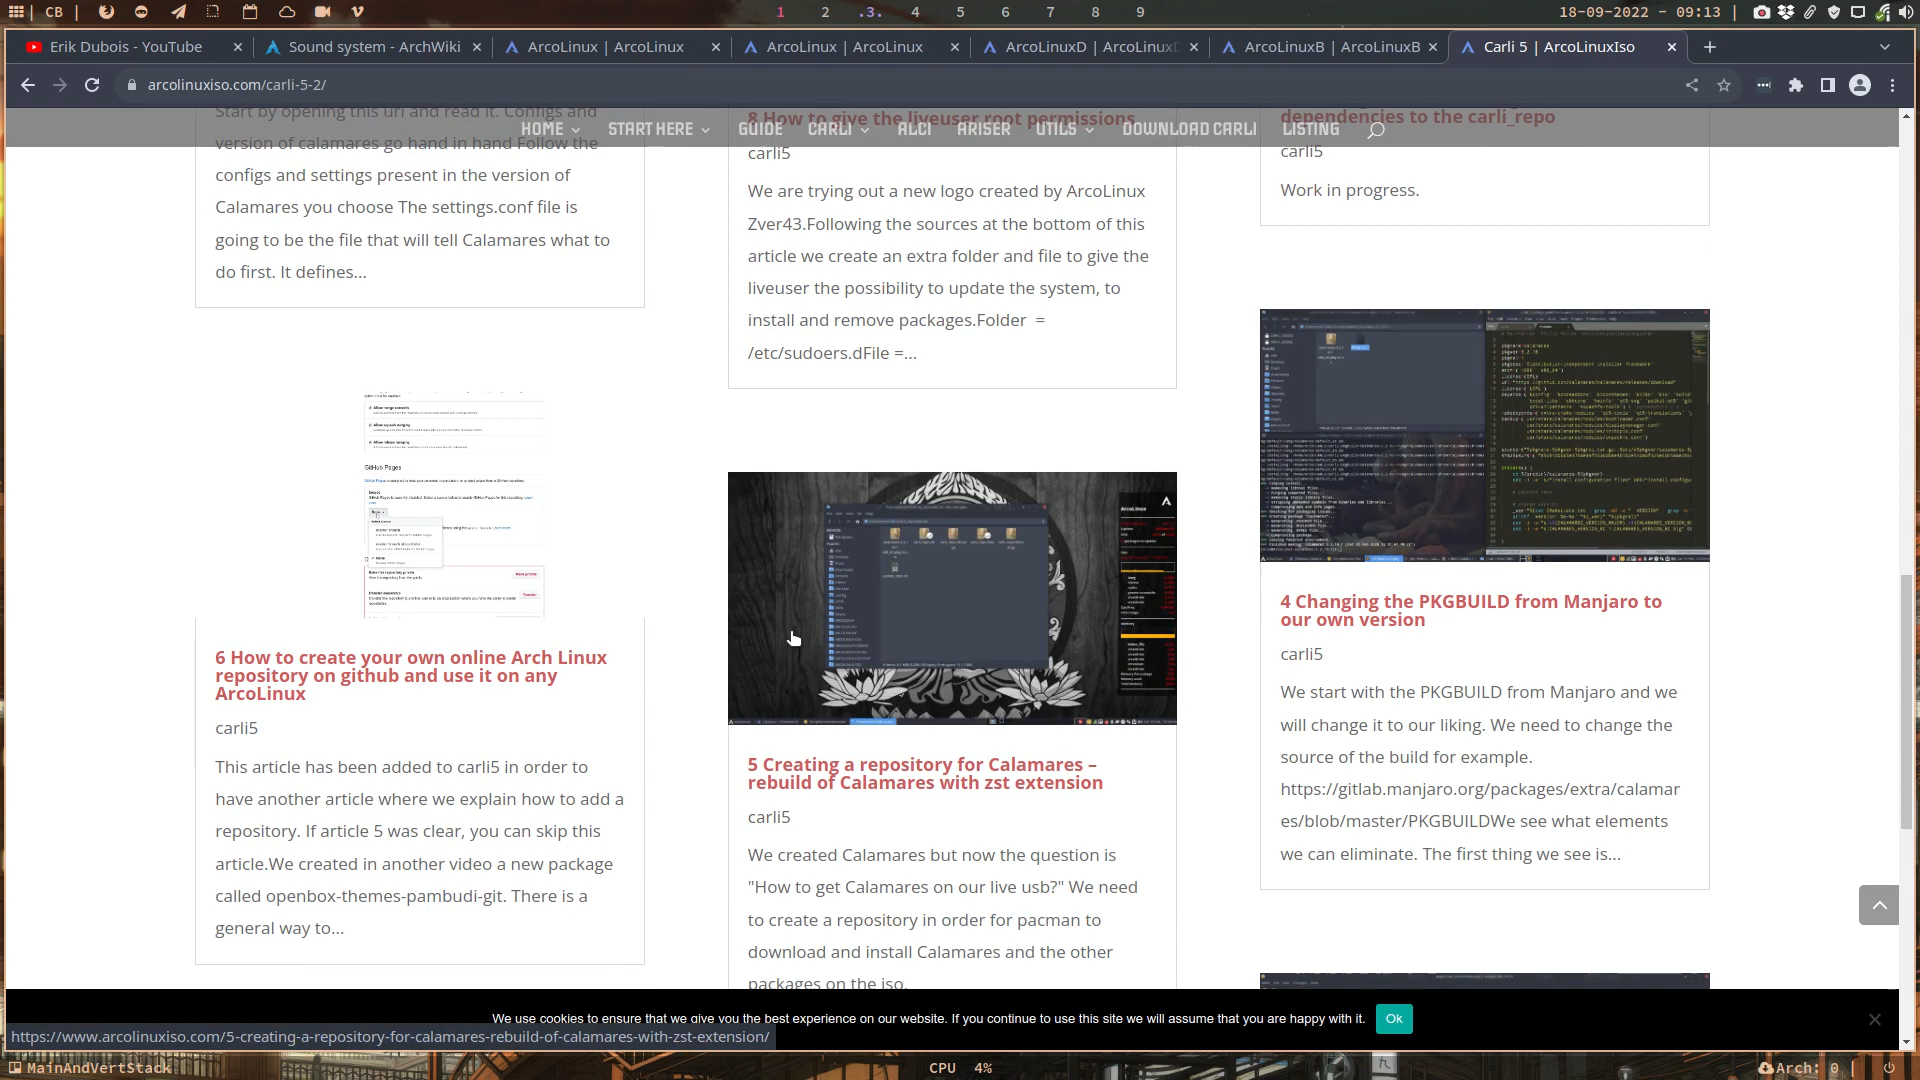 CB
1 2 .3. 4 5 6 7 8 9
18-09-2022 - 09:13
Erik Dubois - YouTube
Sound system - ArchWiki
ArcoLinux | ArcoLinux
ArcoLinux | ArcoLinux
ArcoLinuxD | ArcoLinuxD
ArcoLinuxB | ArcoLinuxB
Carli 5 | ArcoLinuxIso
arcolinuxiso.com/carli-5-2/
HOME
START HERE
GUIDE
CARLI
ALCI
ARISER
UTILS
DOWNLOAD CARLI
LISTING
Start by opening this url and read it. Configs and
version of calamares go hand in hand Follow the
configs and settings present in the version of
Calamares you choose The settings.conf file is
going to be the file that will tell Calamares what to
do first. It defines...
GitHub Pages
6 How to create your own online Arch Linux
repository on github and use it on any
ArcoLinux
carli5
This article has been added to carli5 in order to
have another article where we explain how to add a
repository. If article 5 was clear, you can skip this
article.We created in another video a new package
called openbox-themes-pambudi-git. There is a
general way to...
8 How to give the liveuser root permissions
carli5
We are trying out a new logo created by ArcoLinux
Zver43.Following the sources at the bottom of this
article we create an extra folder and file to give the
liveuser the possibility to update the system, to
install and remove packages.Folder =
/etc/sudoers.dFile =...
5 Creating a repository for Calamares –
rebuild of Calamares with zst extension
carli5
We created Calamares but now the question is
"How to get Calamares on our live usb?" We need
to create a repository in order for pacman to
download and install Calamares and the other
packages on the iso.
dependencies to the carli_repo
carli5
Work in progress.
4 Changing the PKGBUILD from Manjaro to
our own version
carli5
We start with the PKGBUILD from Manjaro and we
will change it to our liking. We need to change the
source of the build for example.
https://gitlab.manjaro.org/packages/extra/calamar
es/blob/master/PKGBUILDWe see what elements
we can eliminate. The first thing we see is...
We use cookies to ensure that we give you the best experience on our website. If you continue to use this site we will assume that you are happy with it.
Ok
https://www.arcolinuxiso.com/5-creating-a-repository-for-calamares-rebuild-of-calamares-with-zst-extension/
MainAndVertStack
CPU 4%
Arch: 0